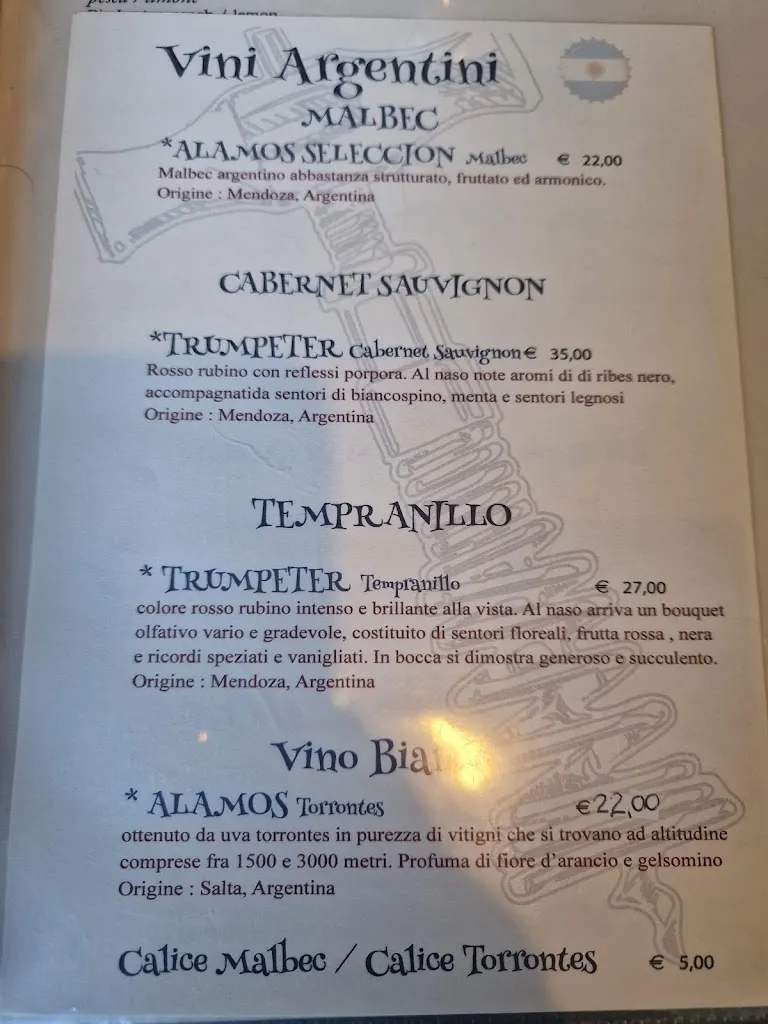 Vini Argentini
MALBEC
*ALAMOS SELECCION Malbec € 22,00
Malbec argentino abbastanza strutturato, fruttato ed armonico.
Origine : Mendoza, Argentina
CABERNET SAUVIGNON
*TRUMPETER Cabernet Sauvignon € 35,00
Rosso rubino con reflessi porpora. Al naso note aromi di di ribes nero,
accompagnatida sentori di biancospino, menta e sentori legnosi
Origine : Mendoza, Argentina
TEMPRANILLO
* TRUMPETER Tempranillo € 27,00
colore rosso rubino intenso e brillante alla vista. Al naso arriva un bouquet
olfativo vario e gradevole, costituito di sentori floreali, frutta rossa , nera
e ricordi speziati e vanigliati. In bocca si dimostra generoso e succulento.
Origine : Mendoza, Argentina
Vino
* ALAMOS Torrontes €22,00
ottenuto da uva torrontes in purezza di vitigni che si trovano ad altitudine
comprese fra 1500 e 3000 metri. Profuma di fiore d'arancio e gelsomino
Origine : Salta, Argentina
Calice Malbec / Calice Torrontes € 5,00